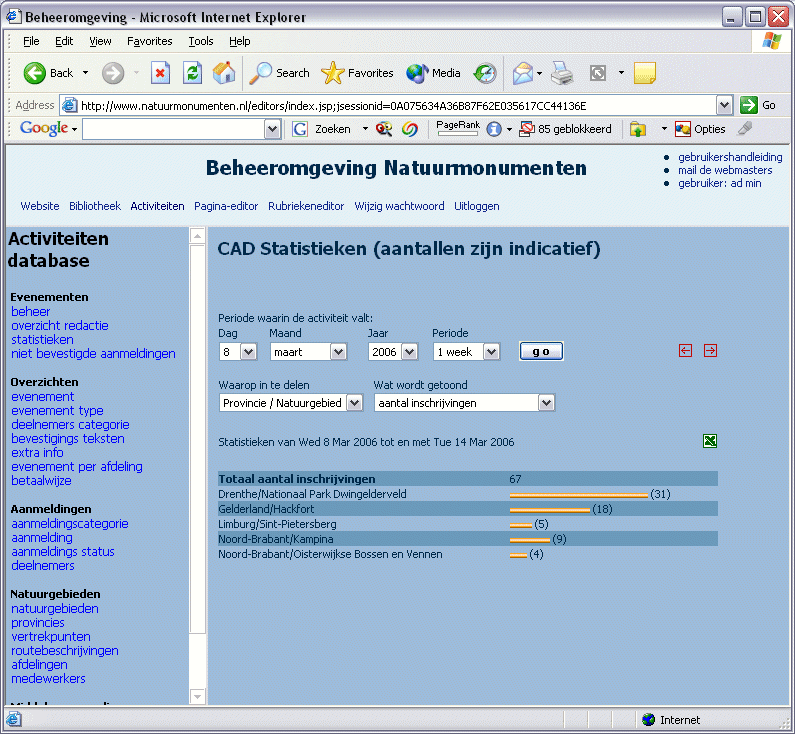 Beheeromgeving - Microsoft Internet Explorer
File Edit View Favorites Tools Help
Back Search Favorites Media
Address http://www.natuurmonumenten.nl/editors/index.jsp;jsessionid=0A075634A36B87F62E035617CC44136E Go
Google Zoeken PageRank 85 geblokkeerd Opties
Beheeromgeving Natuurmonumenten
gebruikershandleiding
mail de webmasters
gebruiker: ad min
Website Bibliotheek Activiteiten Pagina-editor Rubriekeneditor Wijzig wachtwoord Uitloggen
Activiteiten
database
Evenementen
beheer
overzicht redactie
statistieken
niet bevestigde aanmeldingen
Overzichten
evenement
evenement type
deelnemers categorie
bevestigings teksten
extra info
evenement per afdeling
betaalwijze
Aanmeldingen
aanmeldingscategorie
aanmelding
aanmeldings status
deelnemers
Natuurgebieden
natuurgebieden
provincies
vertrekpunten
routebeschrijvingen
afdelingen
medewerkers
CAD Statistieken (aantallen zijn indicatief)
Periode waarin de activiteit valt:
Dag Maand Jaar Periode
8 maart 2006 1 week go
Waarop in te delen Wat wordt getoond
Provincie / Natuurgebied aantal inschrijvingen
Statistieken van Wed 8 Mar 2006 tot en met Tue 14 Mar 2006
Totaal aantal inschrijvingen 67
Drenthe/Nationaal Park Dwingelderveld (31)
Gelderland/Hackfort (18)
Limburg/Sint-Pietersberg (5)
Noord-Brabant/Kampina (9)
Noord-Brabant/Oisterwijkse Bossen en Vennen (4)
Internet